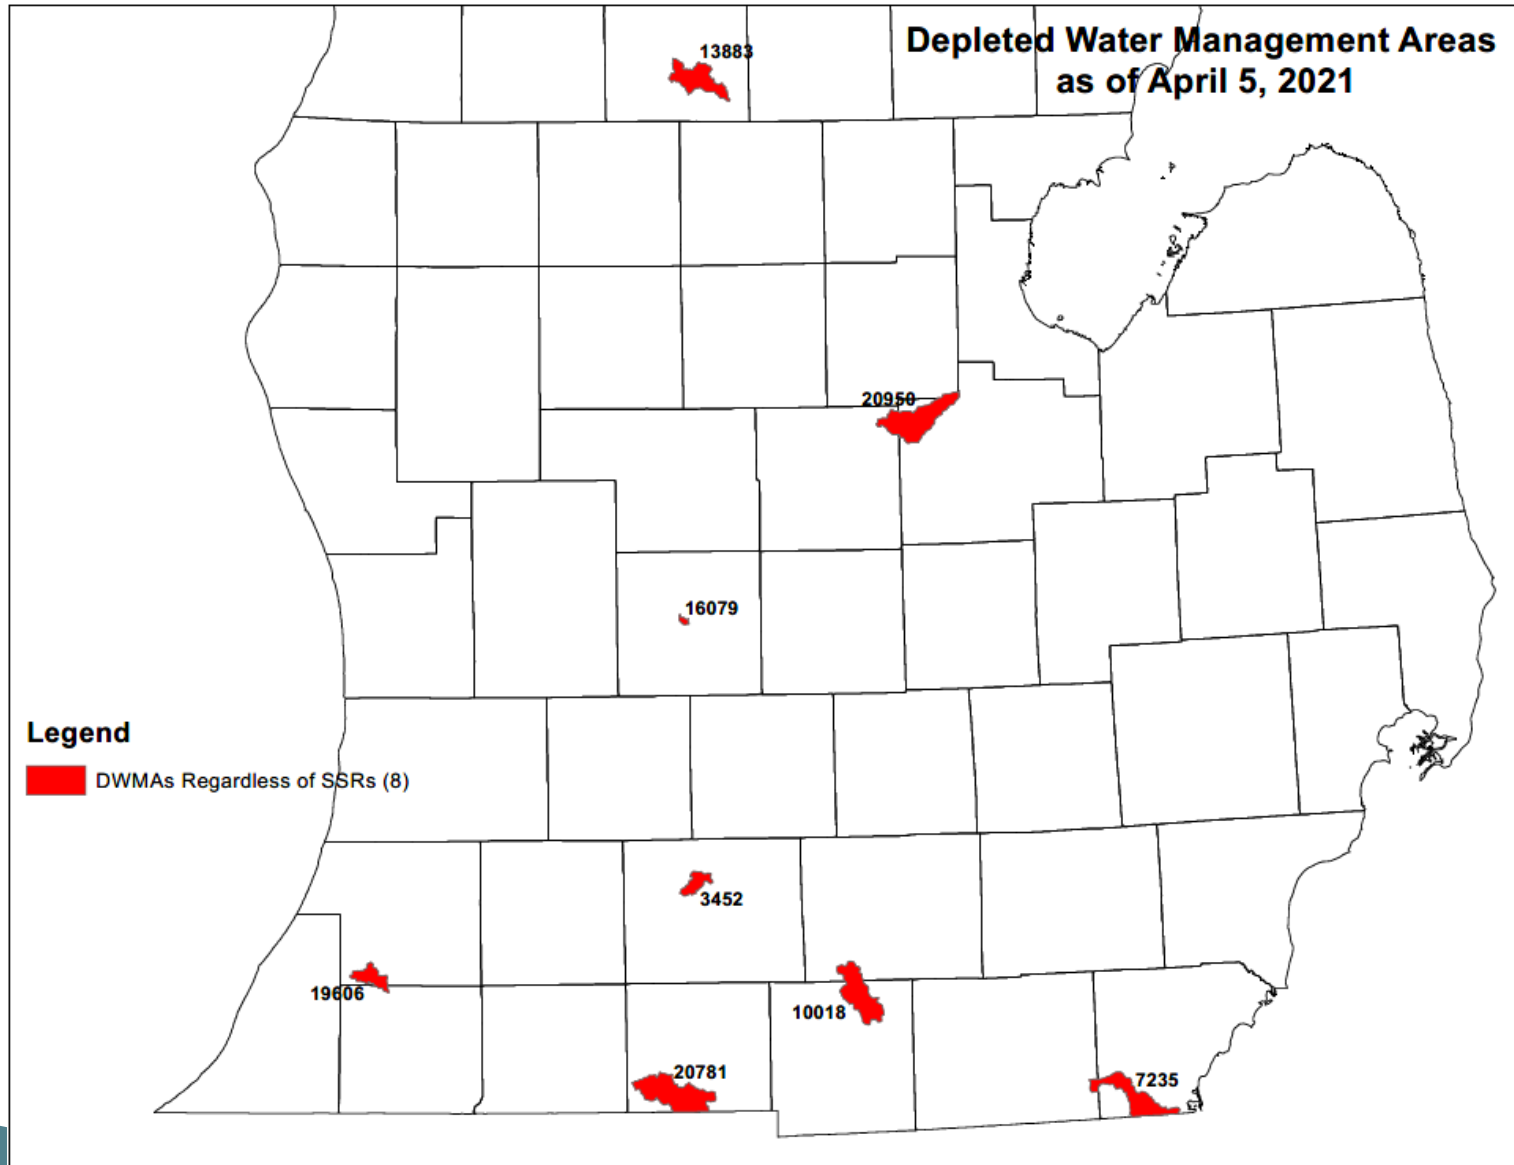 Depleted Water Management Areas
as of April 5, 2021
13883
20950
16079
Legend
DWMAs Regardless of SSRs (8)
3452
19606
10018
20781
7235